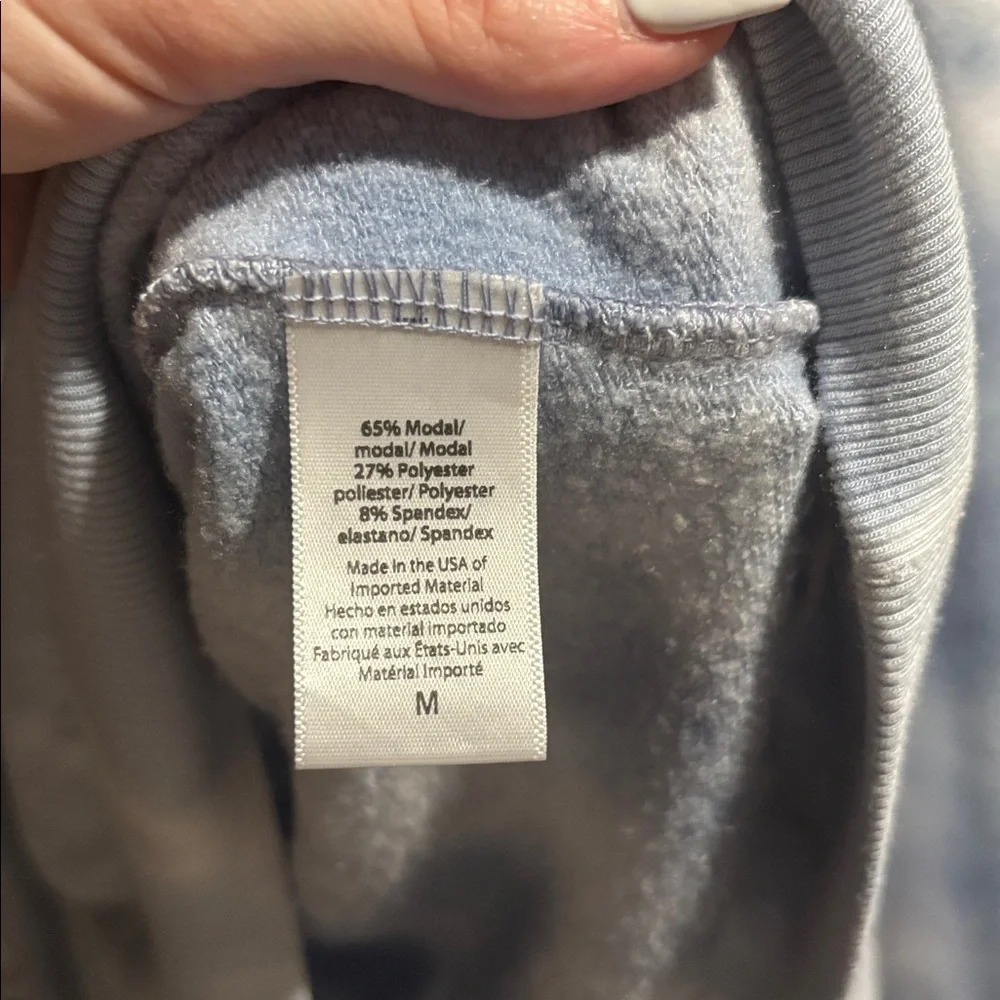 65% Modal/
modal/ Modal
27% Polyester
poliester/ Polyester
8% Spandex/
elastano/ Spandex
Made in the USA of
Imported Material
Hecho en estados unidos
con material importado
Fabriqué aux États-Unis avec
Matérial Importé
M